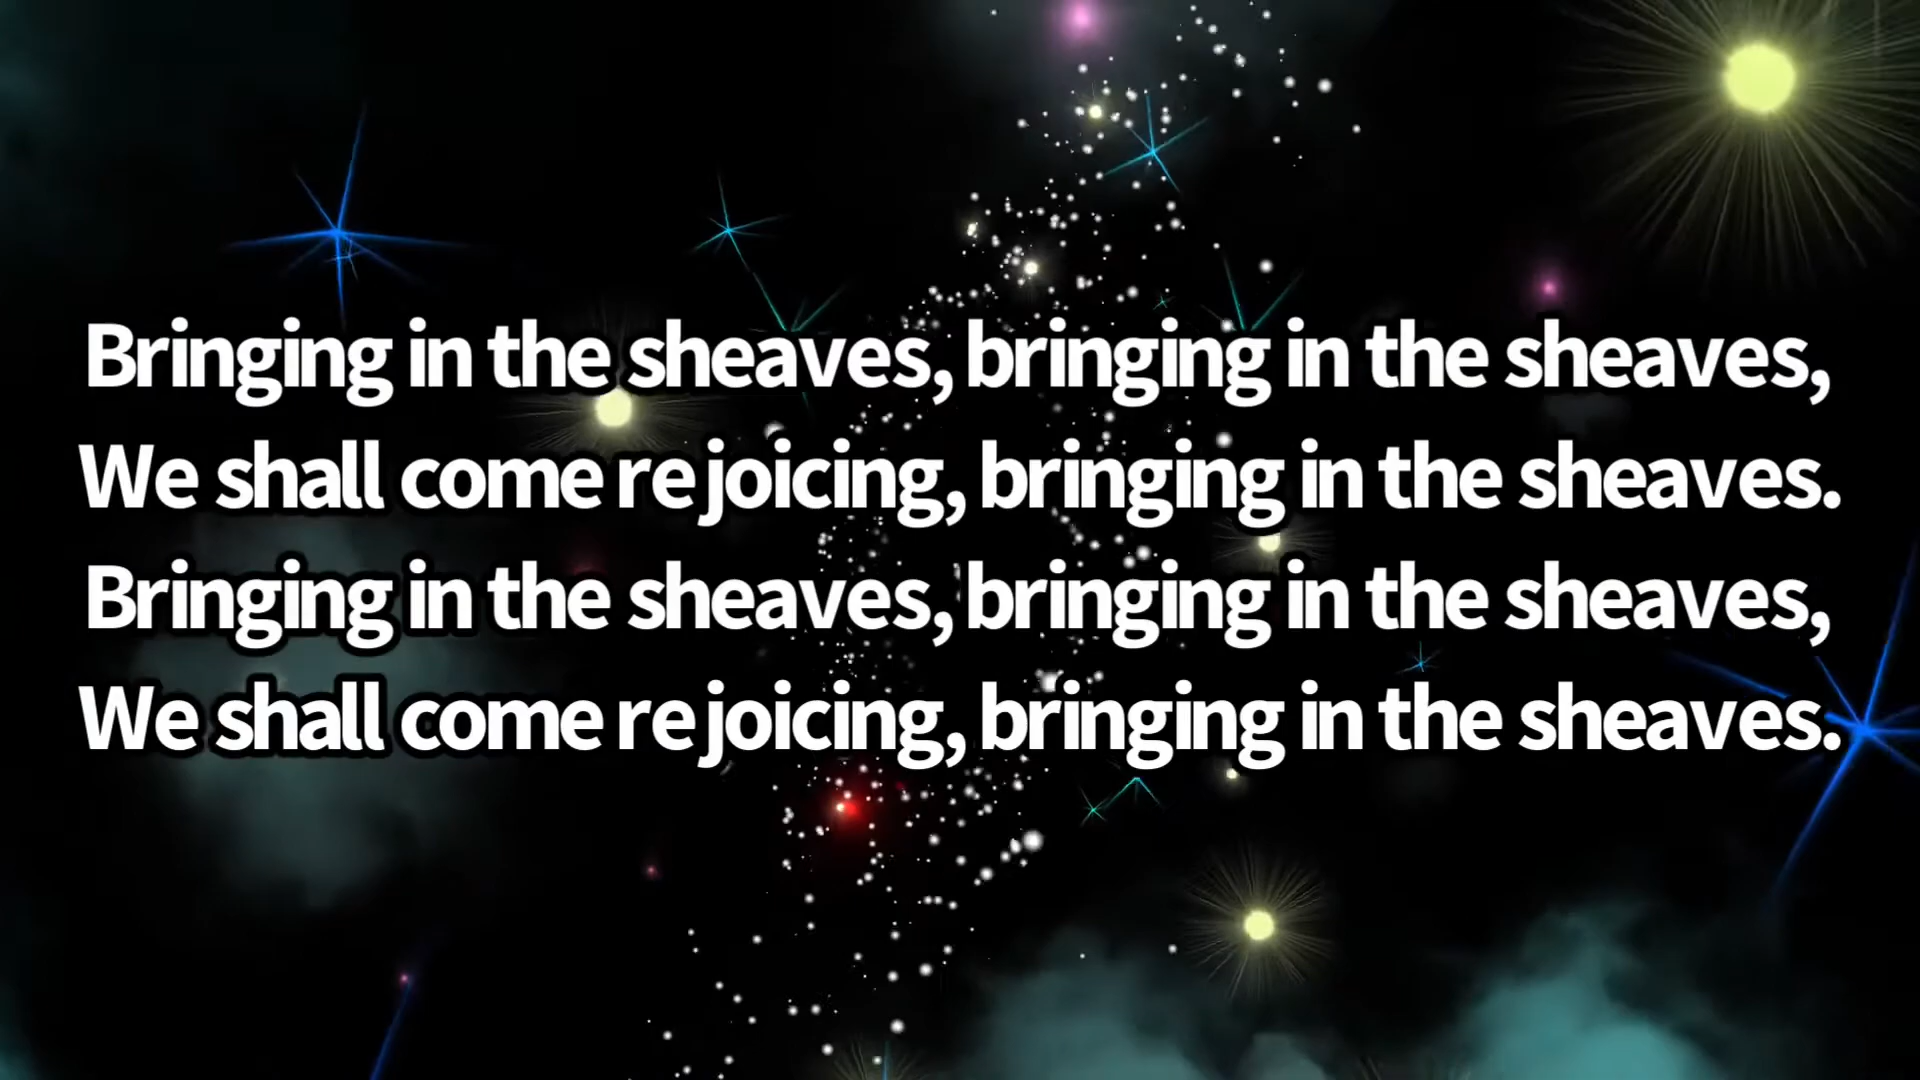 Bringing in the sheaves, bringing in the sheaves,
We shall come rejoicing, bringing in the sheaves.
Bringing in the sheaves, bringing in the sheaves,
We shall come rejoicing, bringing in the sheaves.